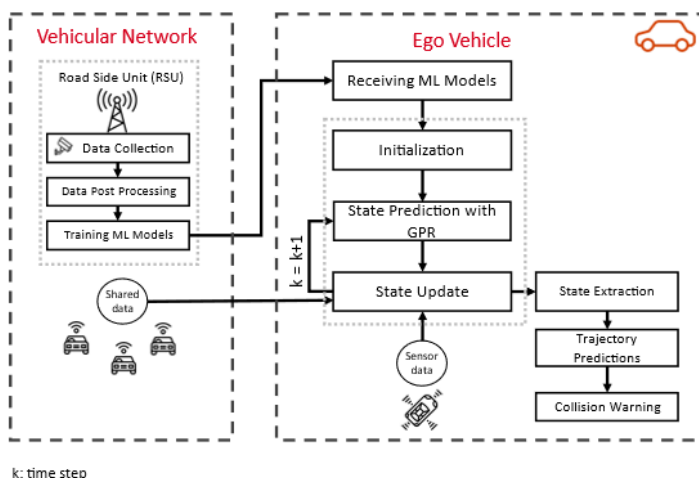 Vehicular Network
Road Side Unit (RSU)
Data Collection
Data Post Processing
Training ML Models
Shared
data
Ego Vehicle
Receiving ML Models
Initialization
State Prediction with
GPR
k = k+1
State Update
Sensor
data
State Extraction
Trajectory
Predictions
Collision Warning
k: time step